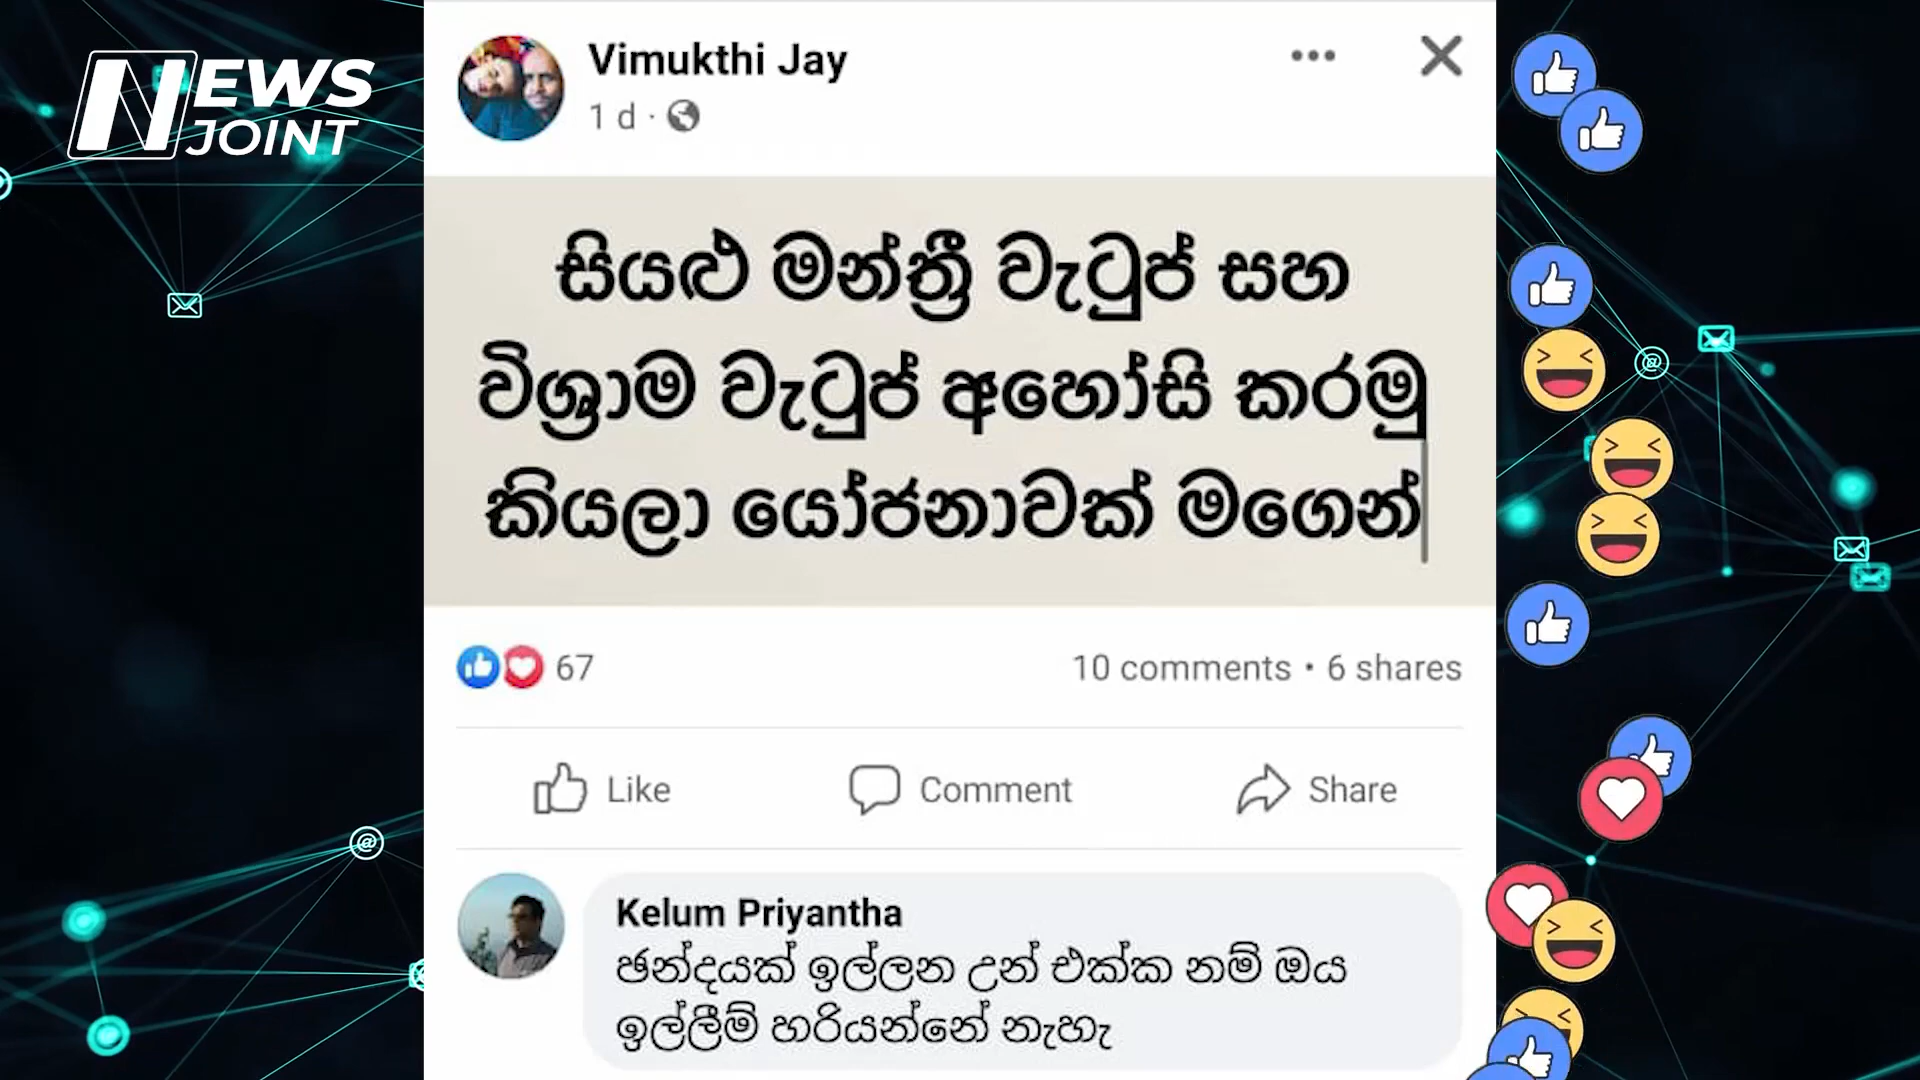 NEWS
JOINT
Vimukthi Jay
1 d ·
සියළු මන්ත්‍රී වැටුප් සහ
විශ්‍රාම වැටුප් අහෝසි කරමු
කියලා යෝජනාවක් මගෙන්
67
10 comments • 6 shares
Like
Comment
Share
Kelum Priyantha
ඡන්දයක් ඉල්ලන උන් එක්ක නම් ඔය
ඉල්ලීම් හරියන්නේ නැහැ